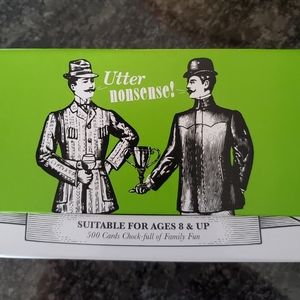 Utter
nonsense!
SUITABLE FOR AGES 8 & UP
500 Cards Chock-full of Family Fun